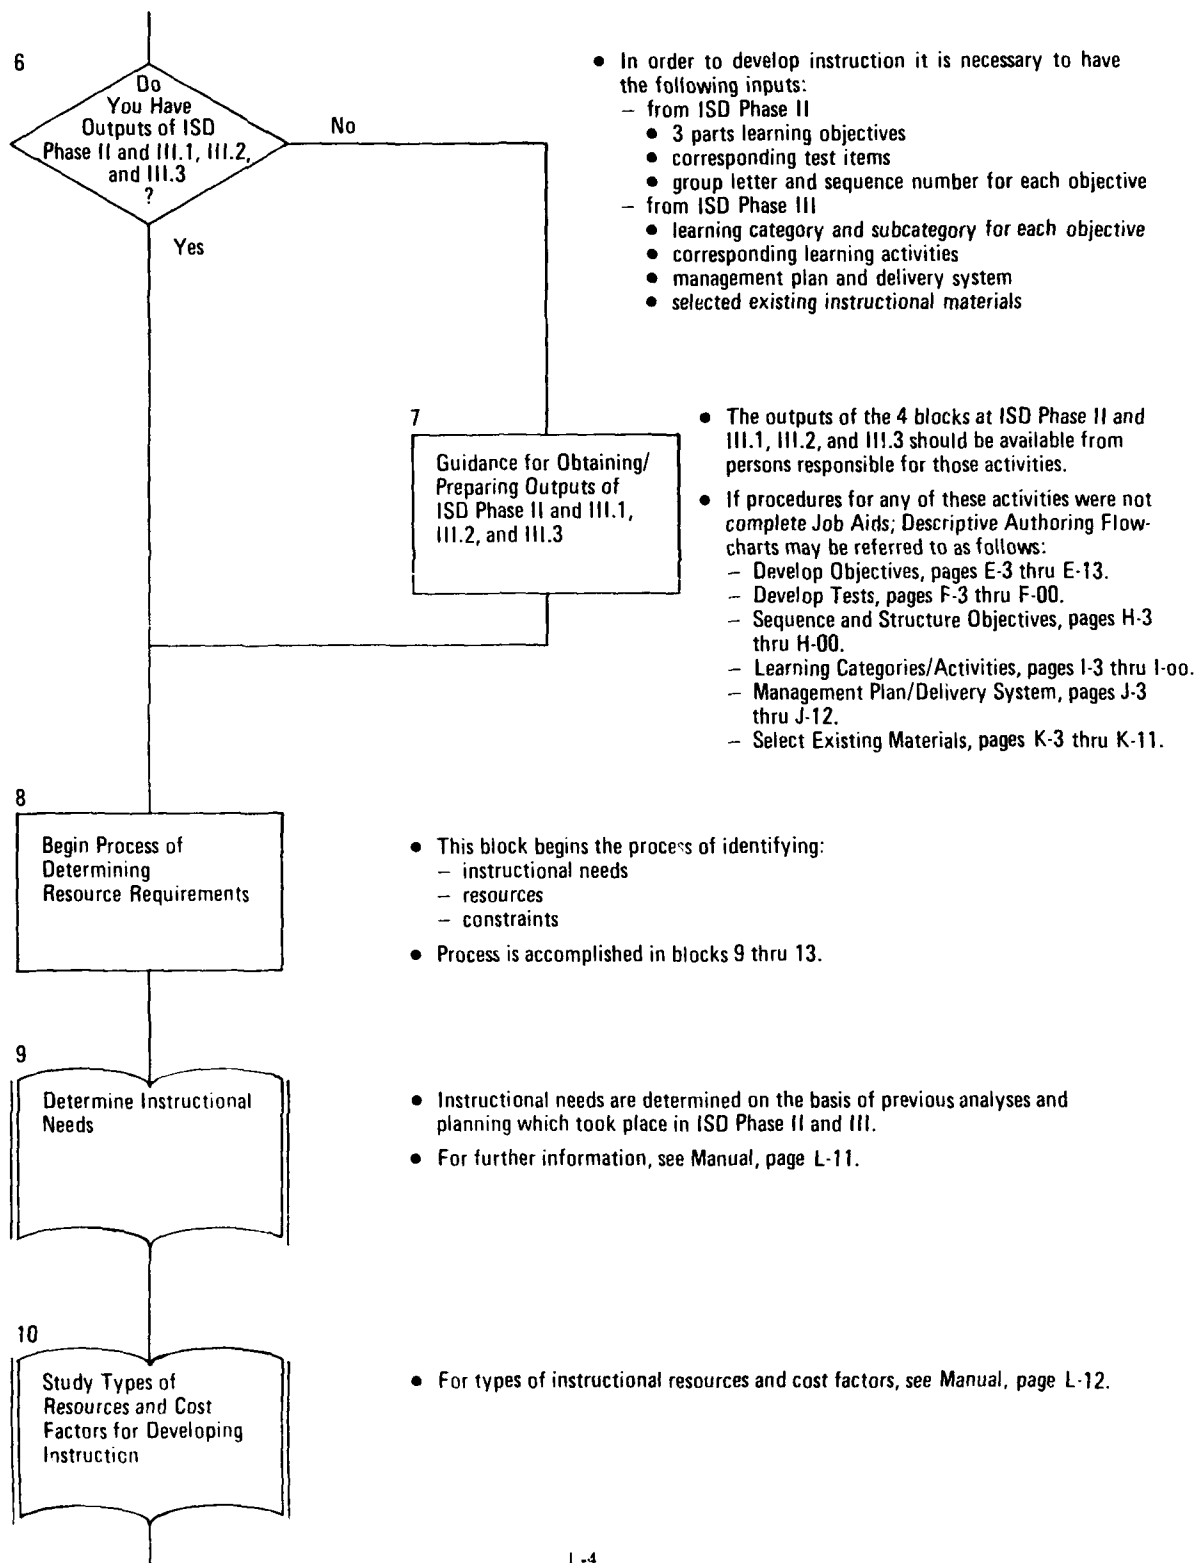 6
Do
You Have
Outputs of ISD
Phase II and III.1, III.2,
and III.3
?
No
Yes
● In order to develop instruction it is necessary to have
the following inputs:
– from ISD Phase II
● 3 parts learning objectives
● corresponding test items
● group letter and sequence number for each objective
– from ISD Phase III
● learning category and subcategory for each objective
● corresponding learning activities
● management plan and delivery system
● selected existing instructional materials
7
Guidance for Obtaining/
Preparing Outputs of
ISD Phase II and III.1,
III.2, and III.3
● The outputs of the 4 blocks at ISD Phase II and
III.1, III.2, and III.3 should be available from
persons responsible for those activities.
● If procedures for any of these activities were not
complete Job Aids; Descriptive Authoring Flow-
charts may be referred to as follows:
– Develop Objectives, pages E-3 thru E-13.
– Develop Tests, pages F-3 thru F-00.
– Sequence and Structure Objectives, pages H-3
thru H-00.
– Learning Categories/Activities, pages I-3 thru I-oo.
– Management Plan/Delivery System, pages J-3
thru J-12.
– Select Existing Materials, pages K-3 thru K-11.
8
Begin Process of
Determining
Resource Requirements
● This block begins the process of identifying:
– instructional needs
– resources
– constraints
● Process is accomplished in blocks 9 thru 13.
9
Determine Instructional
Needs
● Instructional needs are determined on the basis of previous analyses and
planning which took place in ISD Phase II and III.
● For further information, see Manual, page L-11.
10
Study Types of
Resources and Cost
Factors for Developing
Instruction
● For types of instructional resources and cost factors, see Manual, page L-12.
L-4